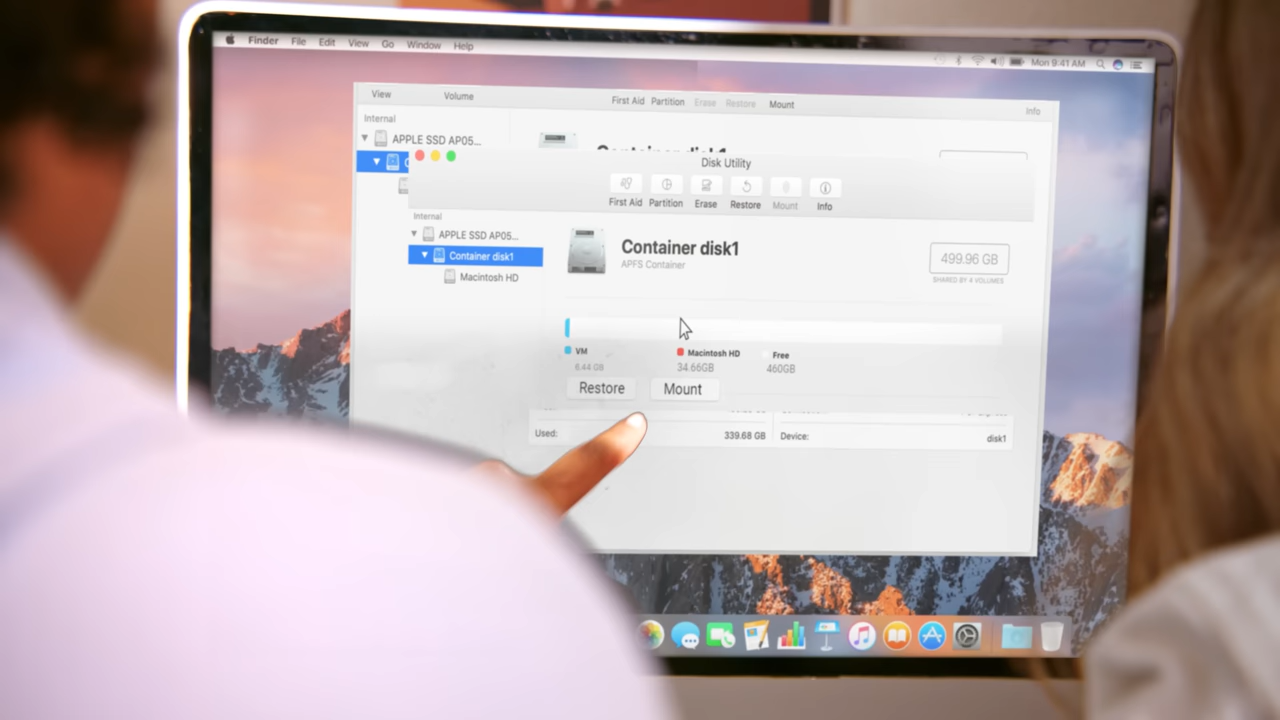 Finder File Edit View Go Window Help
Mon 9:41 AM
View Volume First Aid Partition Erase Restore Mount Info
Internal
APPLE SSD AP05...
Container disk1
Disk Utility
First Aid Partition Erase Restore Mount Info
Internal
APPLE SSD AP05...
Container disk1
Macintosh HD
Container disk1
APFS Container
499.96 GB
SHARED BY 4 VOLUMES
VM
6.44 GB
Macintosh HD
34.66GB
Free
460GB
Restore Mount
Used: 339.68 GB Device: disk1